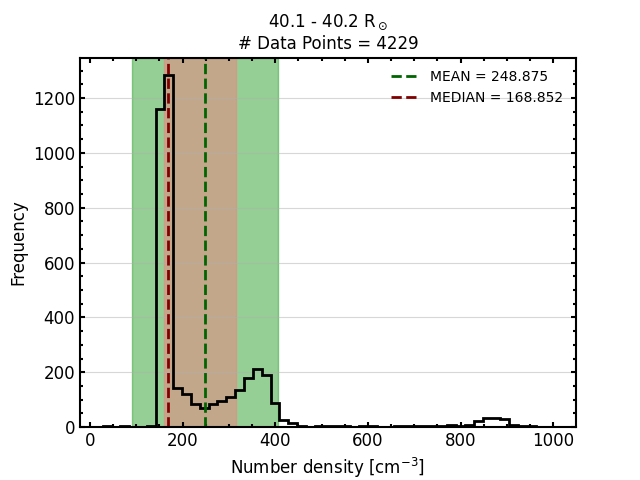 40.1 - 40.2 R⊙
# Data Points = 4229
MEAN = 248.875
MEDIAN = 168.852
Frequency
1200
1000
800
600
400
200
0
0 200 400 600 800 1000
Number density [cm⁻³]